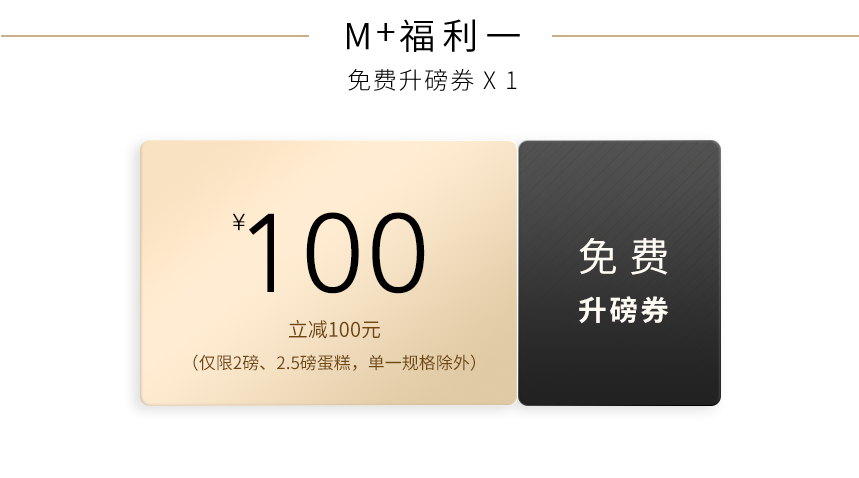 M+福利一
免费升磅券 X 1
¥100
立减100元
（仅限2磅、2.5磅蛋糕，单一规格除外）
免费
升磅券